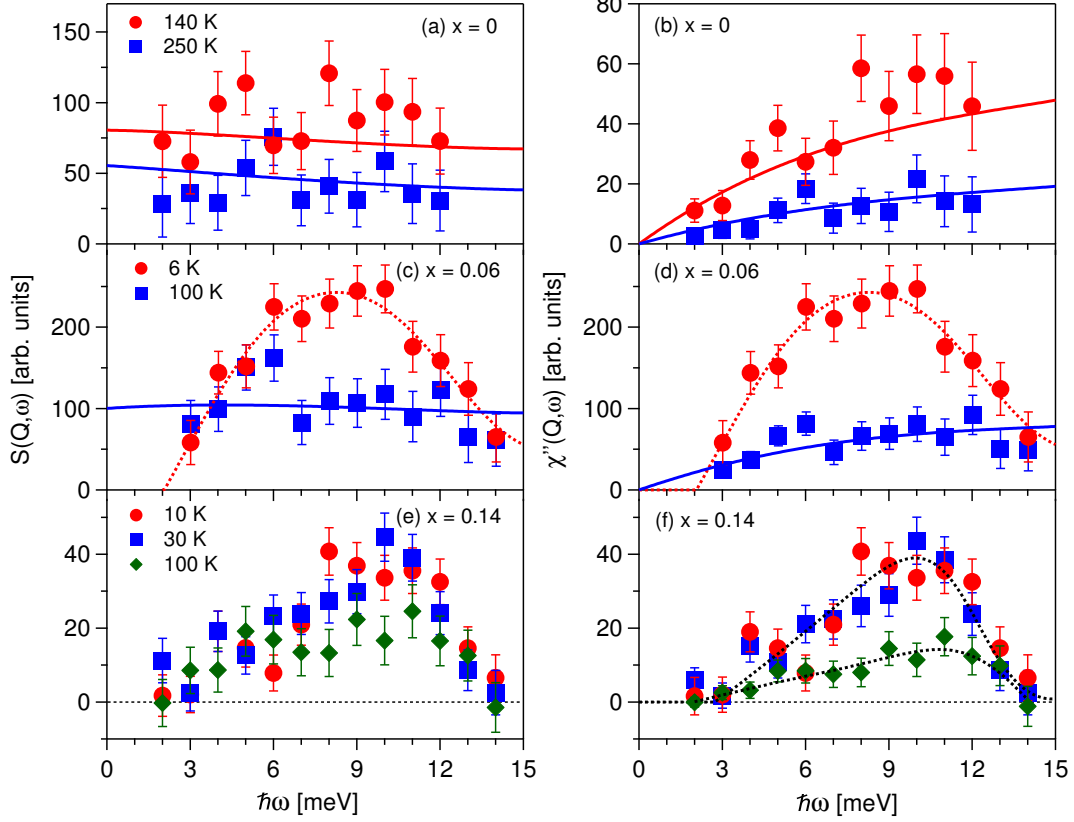 140 K
250 K
(a) x = 0
150
100
50
0
(b) x = 0
80
60
40
20
0
S(Q,ω) [arb. units]
6 K
100 K
(c) x = 0.06
200
100
0
χ''(Q,ω) [arb. units]
(d) x = 0.06
200
100
0
10 K
30 K
100 K
(e) x = 0.14
40
20
0
3 6 9 12 15
ħω [meV]
(f) x = 0.14
40
20
0
3 6 9 12 15
ħω [meV]